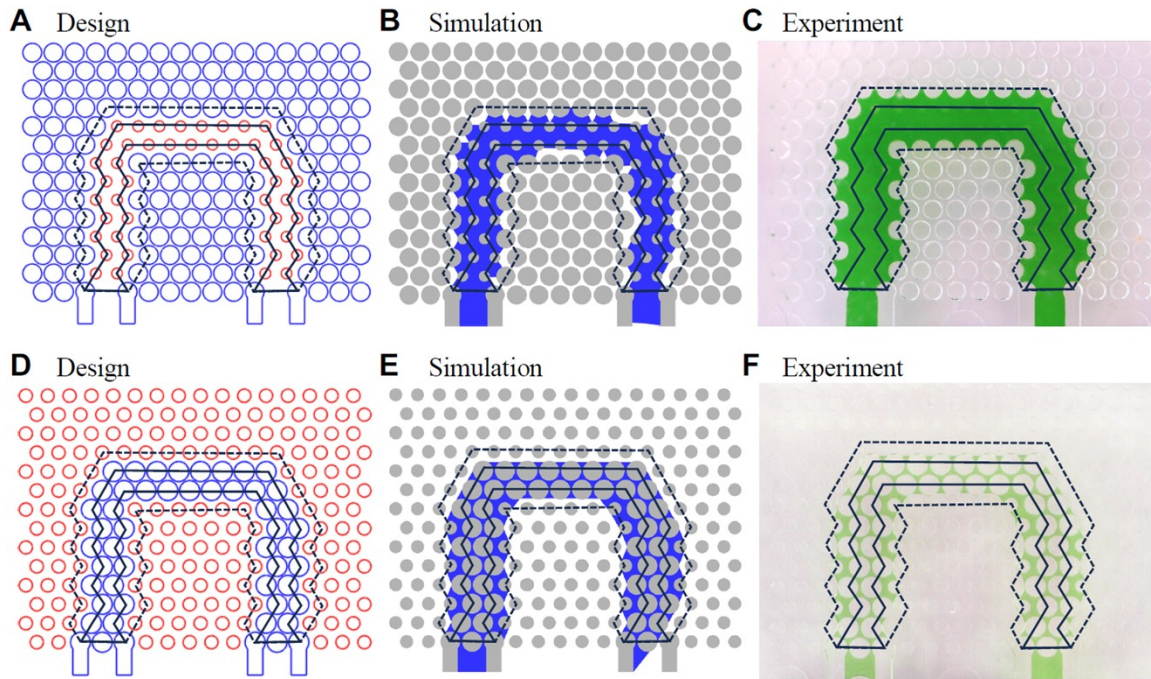 A Design
B Simulation
C Experiment
D Design
E Simulation
F Experiment